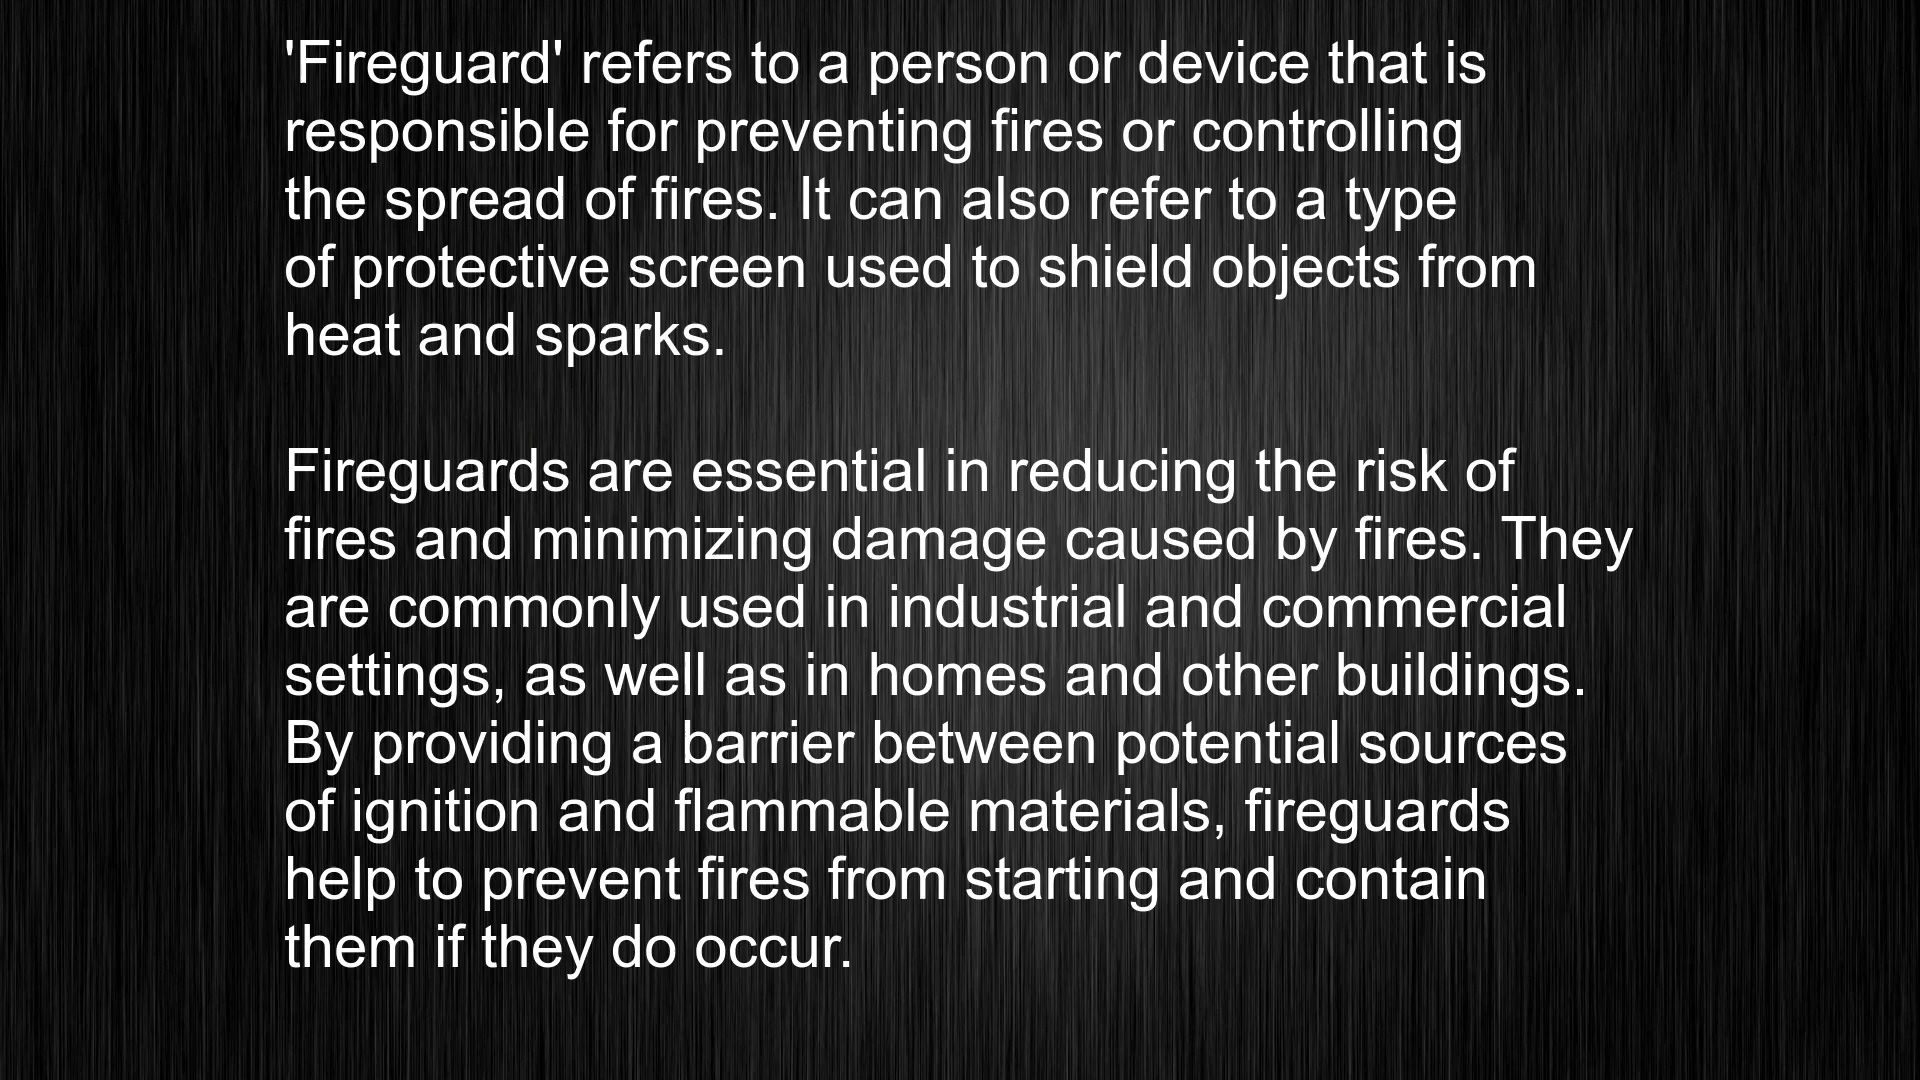 'Fireguard' refers to a person or device that is
responsible for preventing fires or controlling
the spread of fires. It can also refer to a type
of protective screen used to shield objects from
heat and sparks.
Fireguards are essential in reducing the risk of
fires and minimizing damage caused by fires. They
are commonly used in industrial and commercial
settings, as well as in homes and other buildings.
By providing a barrier between potential sources
of ignition and flammable materials, fireguards
help to prevent fires from starting and contain
them if they do occur.